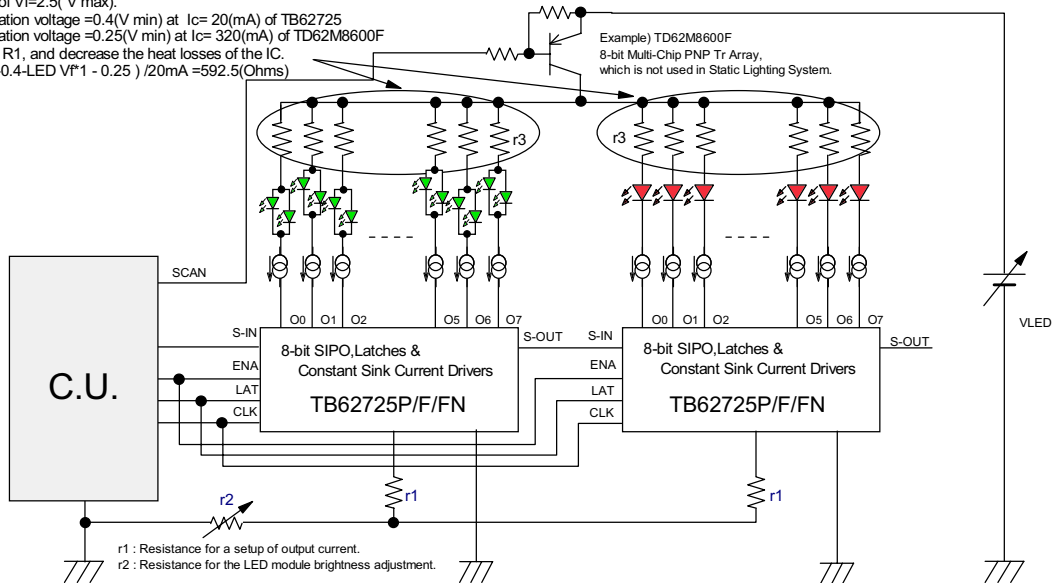 of Vf=2.5( V max).
ation voltage =0.4(V min) at Ic= 20(mA) of TB62725
ation voltage =0.25(V min) at Ic= 320(mA) of TD62M8600F
R1, and decrease the heat losses of the IC.
0.4-LED Vf*1 - 0.25 ) /20mA =592.5(Ohms)
Example) TD62M8600F
8-bit Multi-Chip PNP Tr Array,
which is not used in Static Lighting System.
r3
r3
SCAN
VLED
O0 O1 O2 O5 O6 O7
O0 O1 O2 O5 O6 O7
C.U.
S-IN
ENA
LAT
CLK
8-bit SIPO,Latches &
Constant Sink Current Drivers
TB62725P/F/FN
S-OUT
S-IN
ENA
LAT
CLK
8-bit SIPO,Latches &
Constant Sink Current Drivers
TB62725P/F/FN
S-OUT
r1
r1
r2
r1 : Resistance for a setup of output current.
r2 : Resistance for the LED module brightness adjustment.